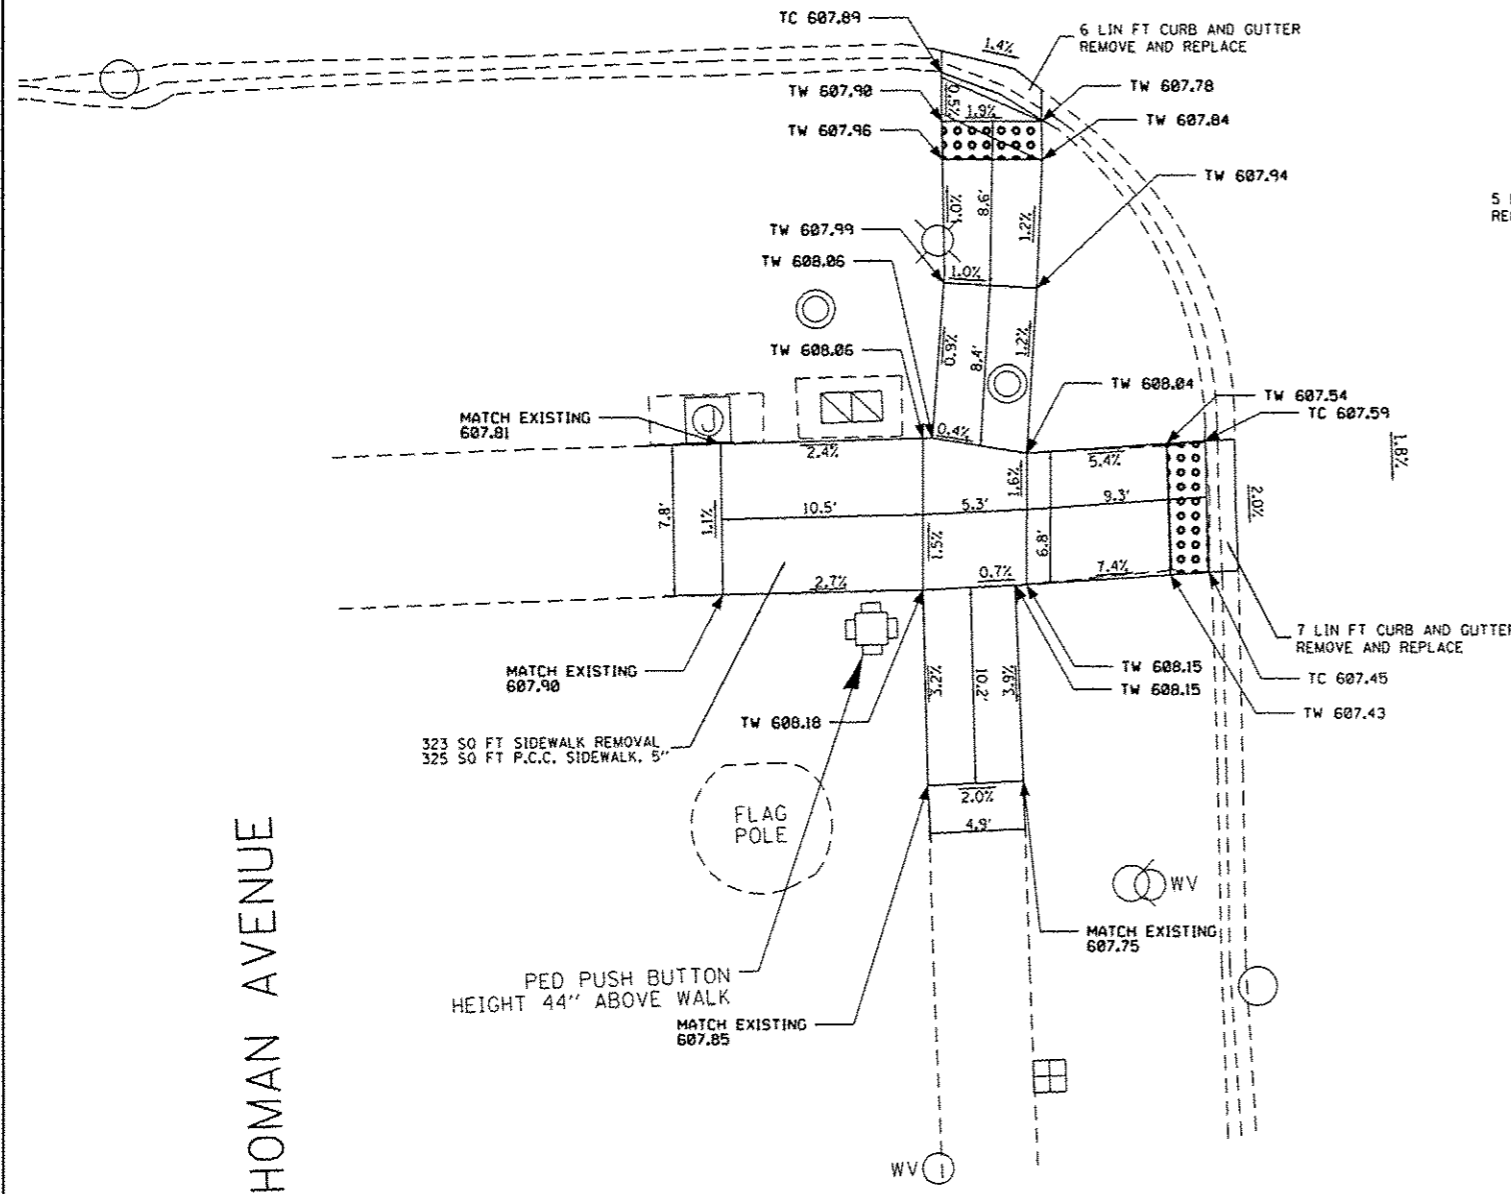 TC 607.89
6 LIN FT CURB AND GUTTER
REMOVE AND REPLACE
1.4%
TW 607.90
0.5%
1.9%
TW 607.78
TW 607.96
TW 607.84
TW 607.94
5
1.0%
8.6'
1.2%
TW 607.99
TW 608.06
1.0%
0.9%
8.4'
1.2%
TW 608.06
TW 608.04
TW 607.54
TC 607.59
MATCH EXISTING
607.81
J
0.4%
2.4%
1.6%
5.4%
1.8%
7.8'
1.1%
10.5'
5.3'
9.3'
2.0%
1.5%
6.8'
2.7%
0.7%
7.4%
7 LIN FT CURB AND GUTTER
REMOVE AND REPLACE
MATCH EXISTING
607.90
TW 608.15
TW 608.15
TC 607.45
TW 607.43
3.2%
10.2'
3.9%
TW 608.18
323 SQ FT SIDEWALK REMOVAL
325 SQ FT P.C.C. SIDEWALK, 5"
2.0%
4.9'
FLAG
POLE
WV
MATCH EXISTING
607.75
PED PUSH BUTTON
HEIGHT 44" ABOVE WALK
MATCH EXISTING
607.85
HOMAN AVENUE
WV